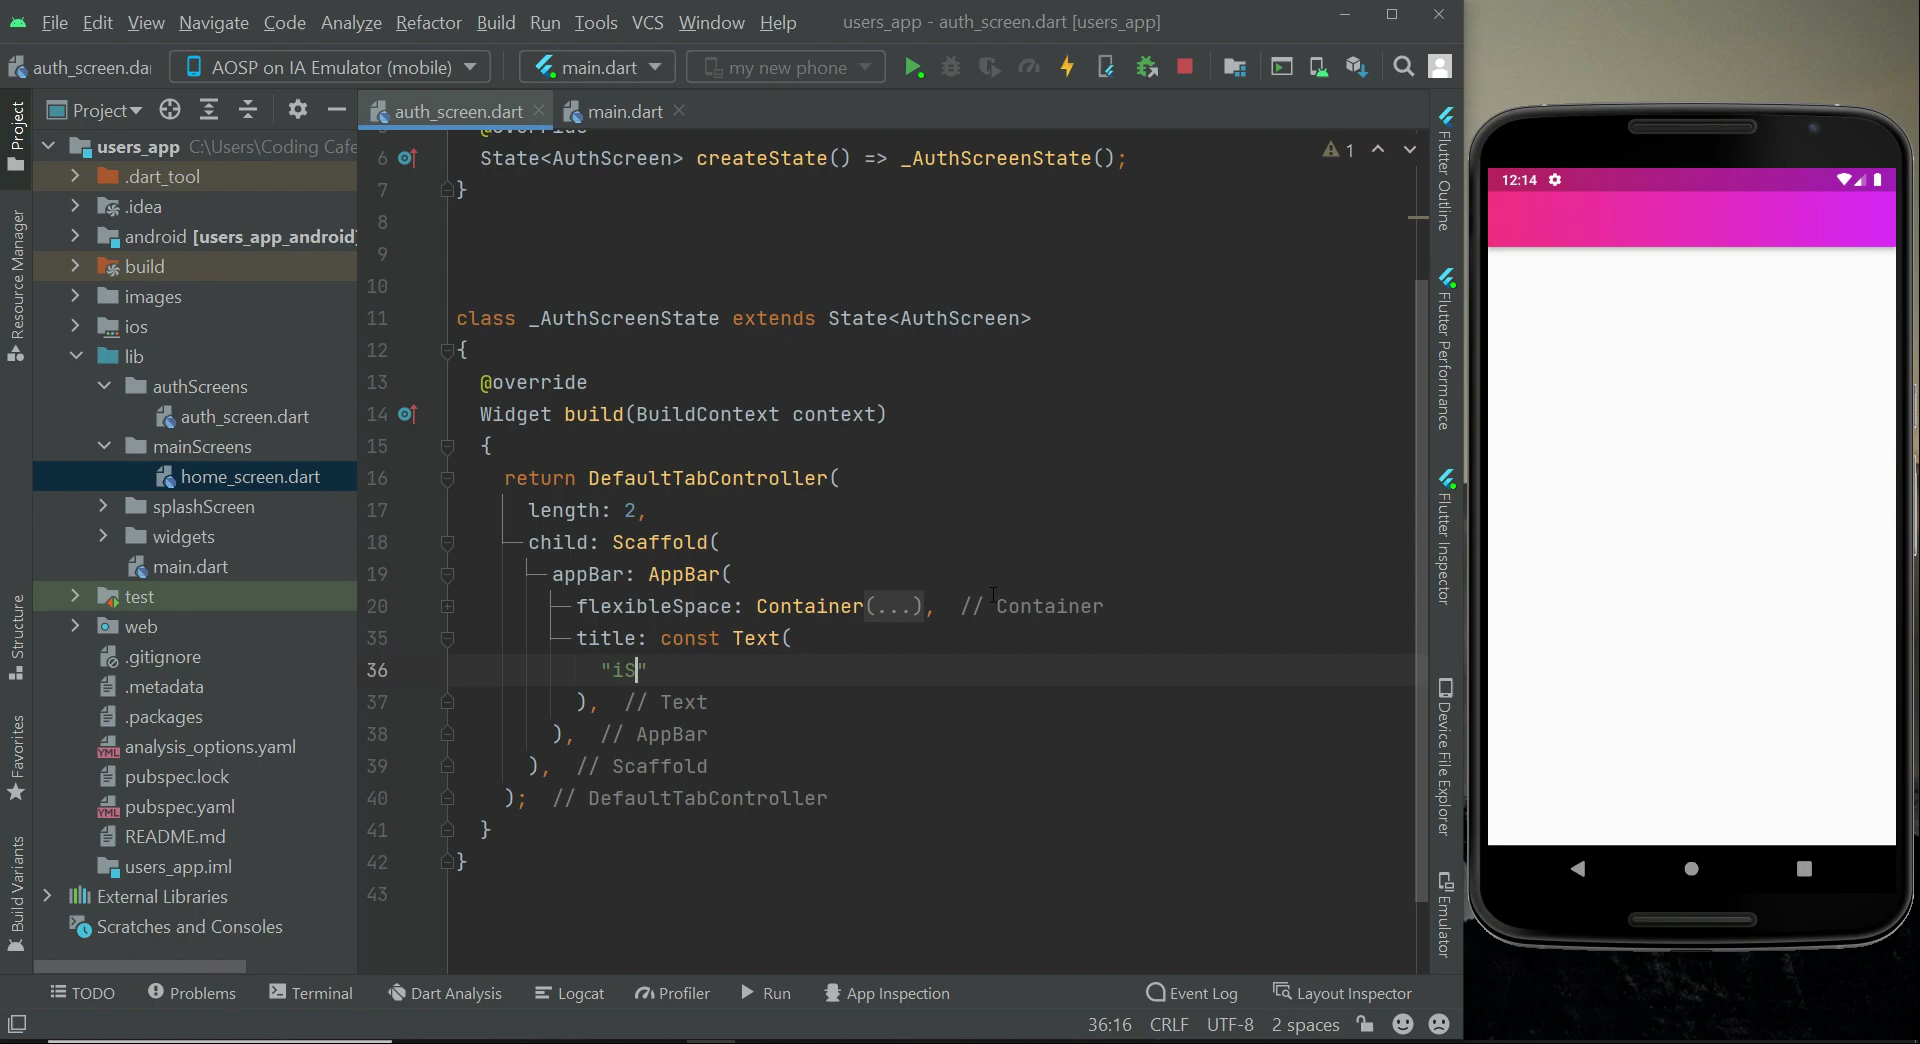 File Edit View Navigate Code Analyze Refactor Build Run Tools VCS Window Help users_app - auth_screen.dart [users_app]
auth_screen.da AOSP on IA Emulator (mobile) main.dart my new phone
Project auth_screen.dart main.dart
users_app C:\Users\Coding Cafe
.dart_tool
.idea
android [users_app_android]
build
images
ios
lib
authScreens
auth_screen.dart
mainScreens
home_screen.dart
splashScreen
widgets
main.dart
test
web
.gitignore
.metadata
.packages
analysis_options.yaml
pubspec.lock
pubspec.yaml
README.md
users_app.iml
External Libraries
Scratches and Consoles
Project
Resource Manager
Structure
Favorites
Build Variants
@override
6 State<AuthScreen> createState() => _AuthScreenState();
7 }
8
9
10
11 class _AuthScreenState extends State<AuthScreen>
12 {
13 @override
14 Widget build(BuildContext context)
15 {
16 return DefaultTabController(
17 length: 2,
18 child: Scaffold(
19 appBar: AppBar(
20 flexibleSpace: Container(...), // Container
35 title: const Text(
36 "iS"
37 ), // Text
38 ), // AppBar
39 ), // Scaffold
40 ); // DefaultTabController
41 }
42 }
43
1
Flutter Outline
Flutter Performance
Flutter Inspector
Device File Explorer
Emulator
12:14
TODO Problems Terminal Dart Analysis Logcat Profiler Run App Inspection Event Log Layout Inspector
36:16 CRLF UTF-8 2 spaces